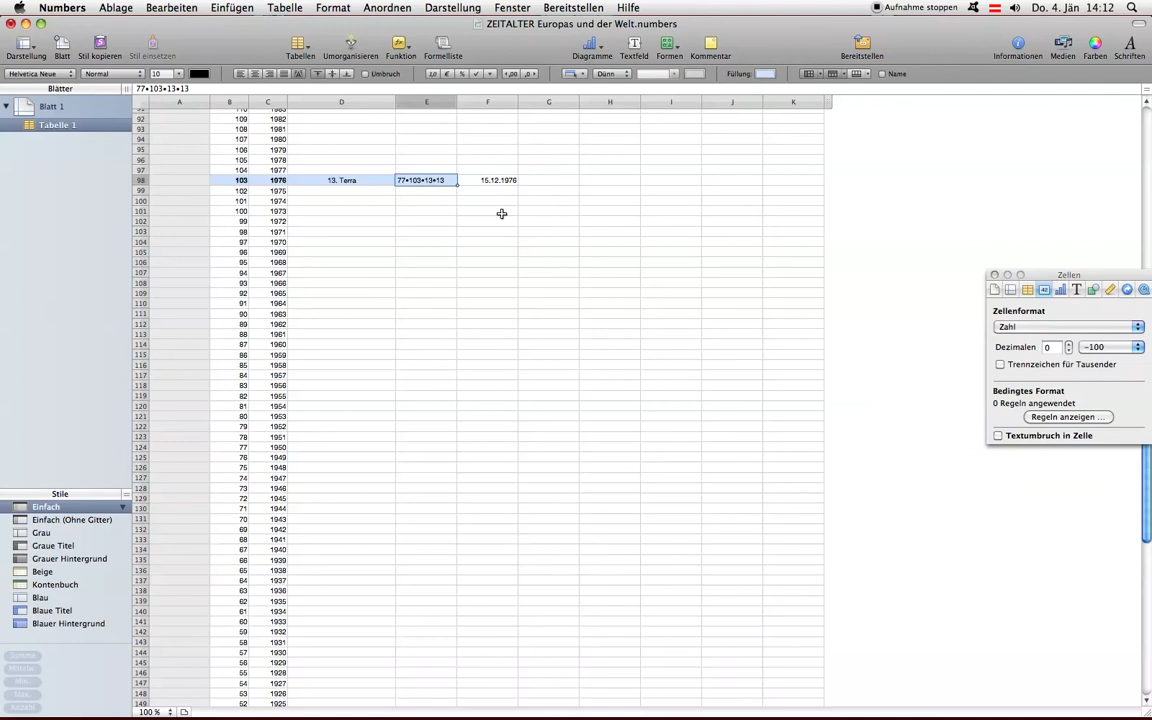 Numbers Ablage Bearbeiten Einfügen Tabelle Format Anordnen Darstellung Fenster Bereitstellen Hilfe Aufnahme stoppen Do. 4. Jän 14:12
ZEITALTER Europas und der Welt.numbers
Darstellung Blatt Stil kopieren Stil einsetzen Tabellen Umorganisieren Funktion Formelliste Diagramme Textfeld Formen Kommentar Bereitstellen Informationen Medien Farben Schriften
Helvetica Neue Normal 10 Umbruch Dünn Füllung: Name
Blätter 77•103•13•13
Blatt 1
Tabelle 1
A B C D E F G H I J K
91 110 1983
92 109 1982
93 108 1981
94 107 1980
95 106 1979
96 105 1978
97 104 1977
98 103 1976 13. Terra 77•103•13•13 15.12.1976
99 102 1975
100 101 1974
101 100 1973
102 99 1972
103 98 1971
104 97 1970
105 96 1969
106 95 1968
107 94 1967
108 93 1966
109 92 1965
110 91 1964
111 90 1963
112 89 1962
113 88 1961
114 87 1960
115 86 1959
116 85 1958
117 84 1957
118 83 1956
119 82 1955
120 81 1954
121 80 1953
122 79 1952
123 78 1951
124 77 1950
125 76 1949
126 75 1948
127 74 1947
128 73 1946
129 72 1945
130 71 1944
131 70 1943
132 69 1942
133 68 1941
134 67 1940
135 66 1939
136 65 1938
137 64 1937
138 63 1936
139 62 1935
140 61 1934
141 60 1933
142 59 1932
143 58 1931
144 57 1930
145 56 1929
146 55 1928
147 54 1927
148 53 1926
149 52 1925
Stile
Einfach
Einfach (Ohne Gitter)
Grau
Graue Titel
Grauer Hintergrund
Beige
Kontenbuch
Blau
Blaue Titel
Blauer Hintergrund
Summe
Mittelw.
Min.
Max.
Anzahl
100 %
Zellen
Zellenformat
Zahl
Dezimalen 0 -100
Trennzeichen für Tausender
Bedingtes Format
0 Regeln angewendet
Regeln anzeigen ...
Textumbruch in Zelle